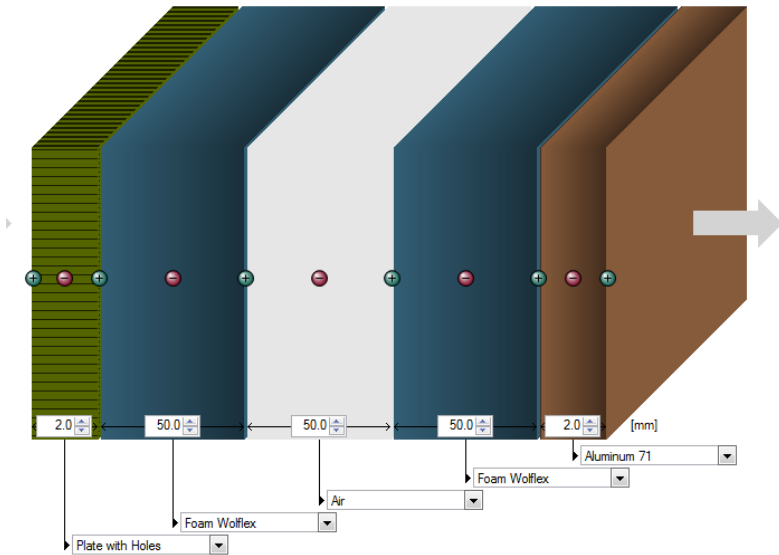 2.0 50.0 50.0 50.0 2.0 [mm]
Aluminum 71
Foam Wolflex
Air
Foam Wolflex
Plate with Holes